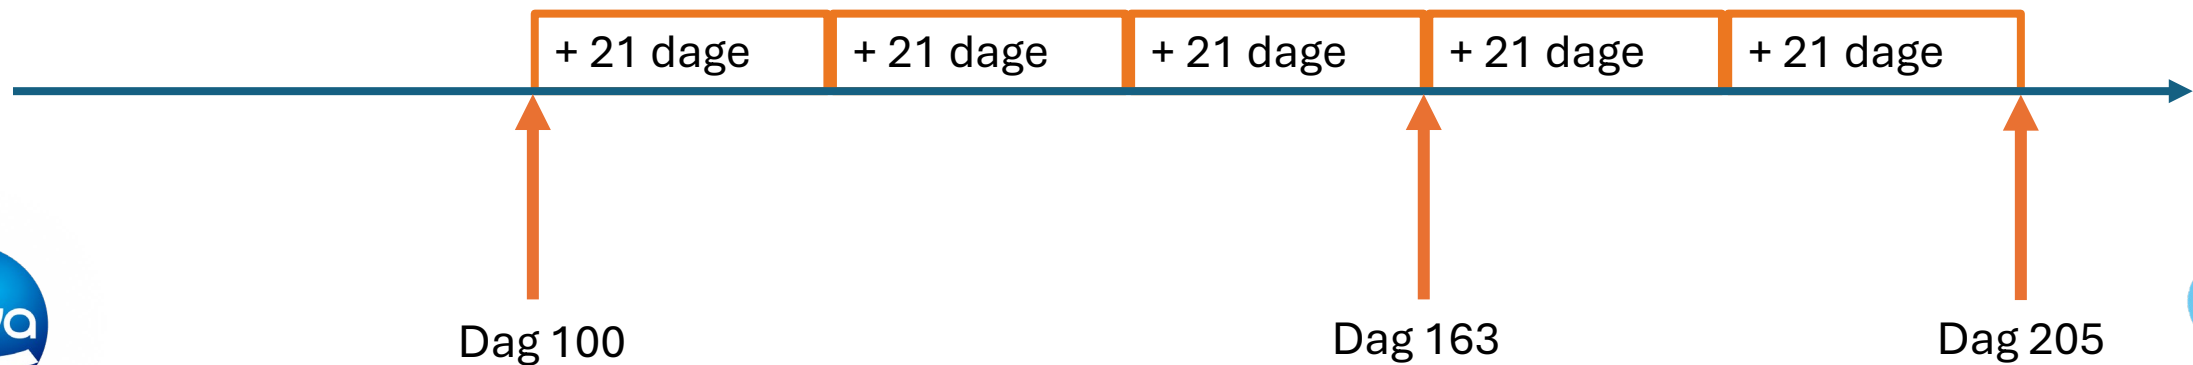 + 21 dage + 21 dage + 21 dage + 21 dage + 21 dage
Dag 100 Dag 163 Dag 205